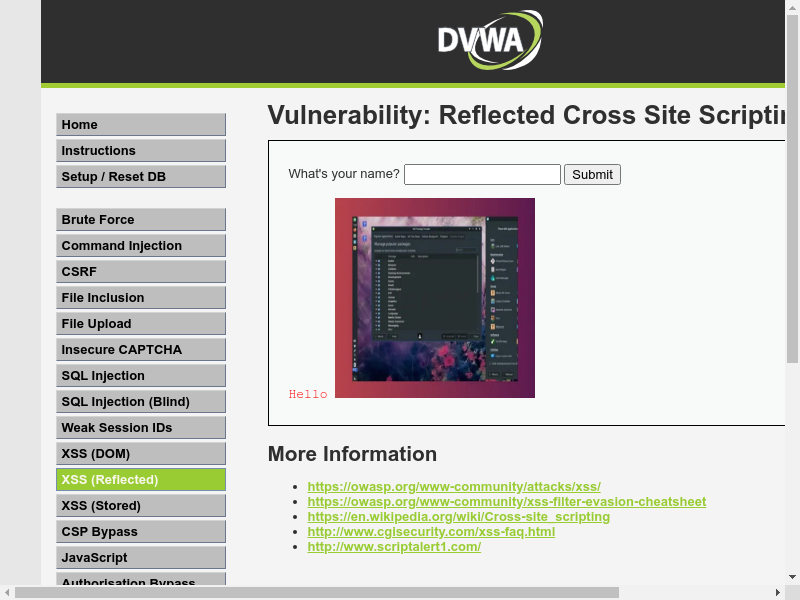 DVWA
Home
Instructions
Setup / Reset DB
Brute Force
Command Injection
CSRF
File Inclusion
File Upload
Insecure CAPTCHA
SQL Injection
SQL Injection (Blind)
Weak Session IDs
XSS (DOM)
XSS (Reflected)
XSS (Stored)
CSP Bypass
JavaScript
Authorisation Bypass
Vulnerability: Reflected Cross Site Scriptin
What's your name? Submit
Hello
More Information
https://owasp.org/www-community/attacks/xss/
https://owasp.org/www-community/xss-filter-evasion-cheatsheet
https://en.wikipedia.org/wiki/Cross-site_scripting
http://www.cgisecurity.com/xss-faq.html
http://www.scriptalert1.com/